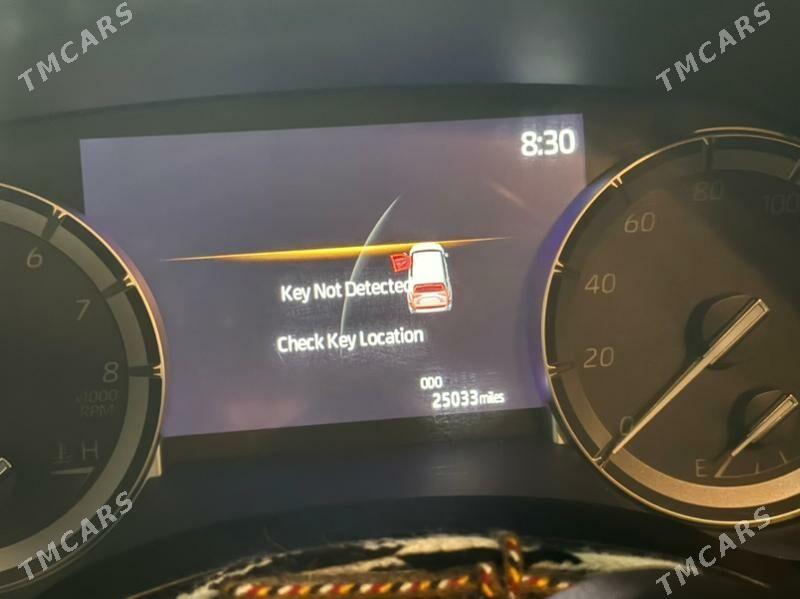 TMCARS
TMCARS
8:30
Key Not Detected
Check Key Location
ODO
25033 miles
6
7
8
x1000
RPM
H
100
80
60
40
20
0
E
TMCARS
TMCARS